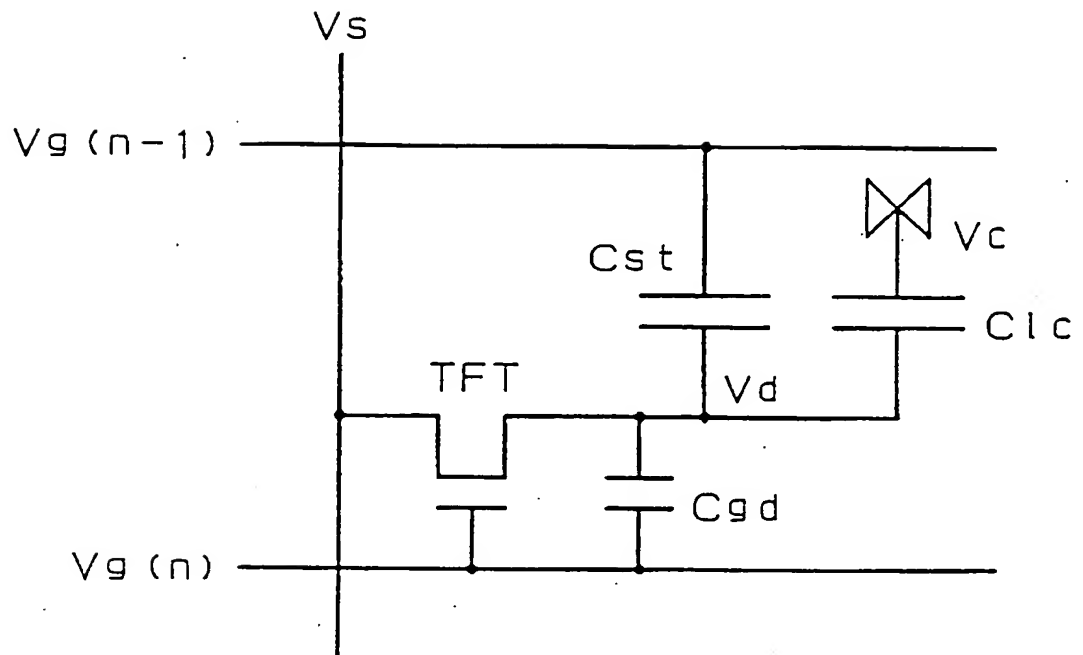 Vs
Vg(n-1)
Vc
Cst
Clc
TFT
Vd
Cgd
Vg(n)